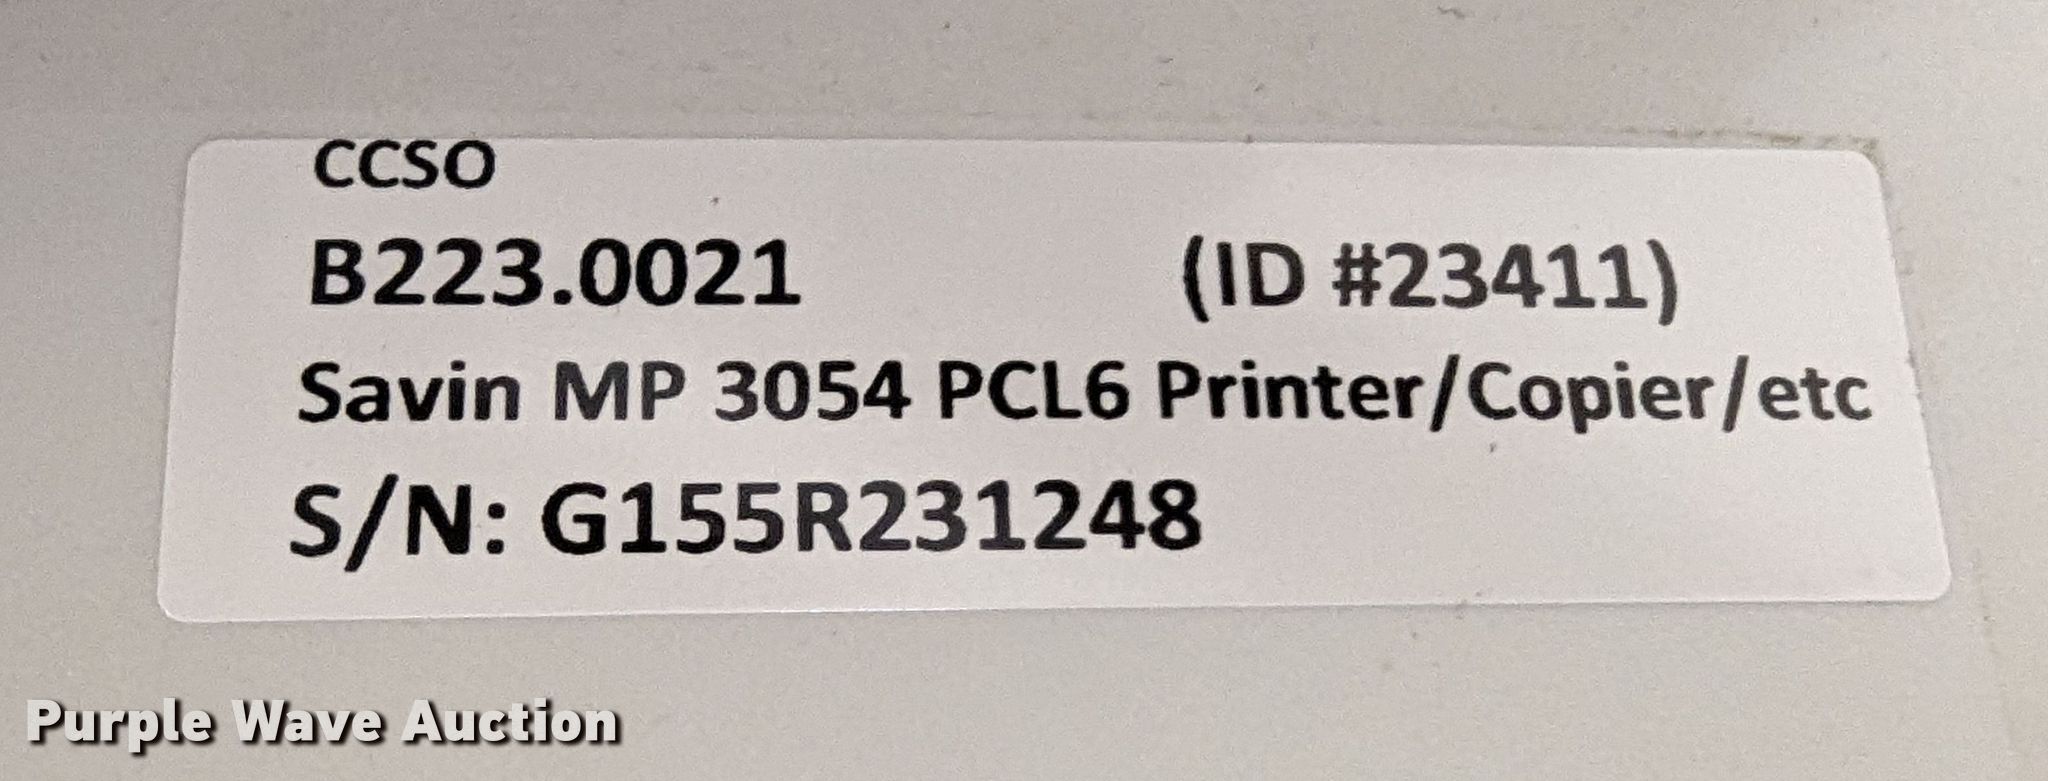 CCSO
B223.0021 (ID #23411)
Savin MP 3054 PCL6 Printer/Copier/etc
S/N: G155R231248
Purple Wave Auction